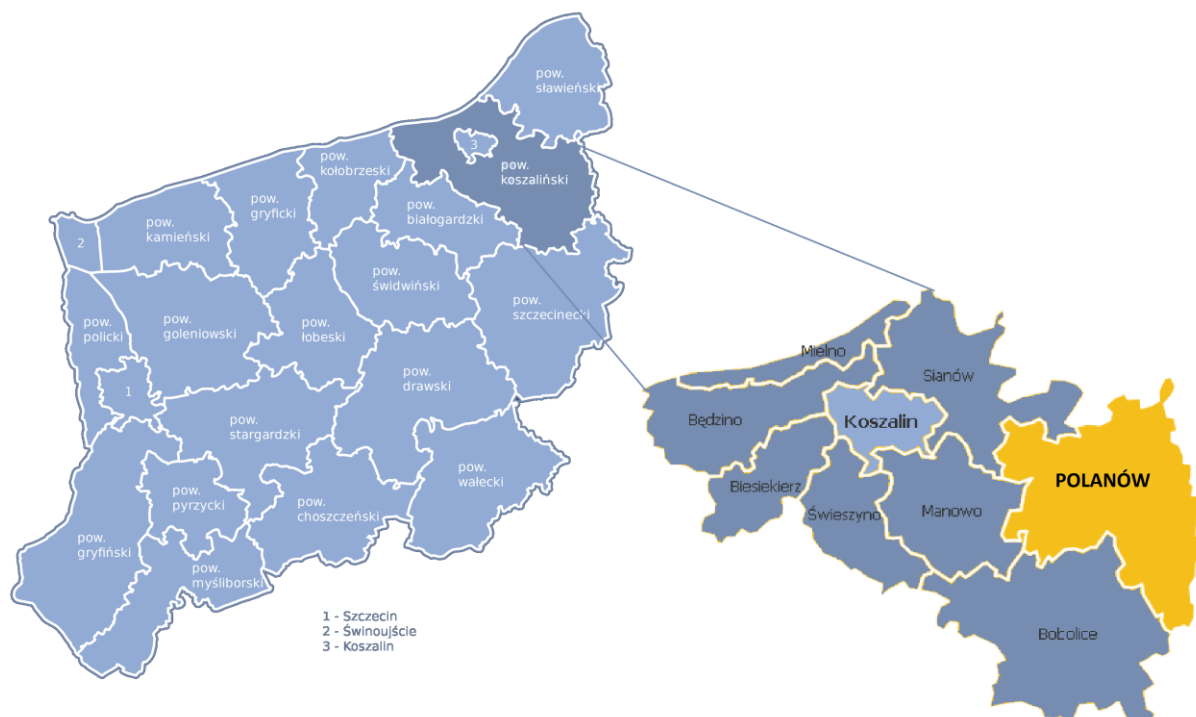 pow.
sławieński
3
pow.
koszaliński
pow.
kołobrzeski
pow.
gryficki
pow.
białogardzki
pow.
kamieński
2
pow.
świdwiński
pow.
szczecinecki
pow.
goleniowski
pow.
policki
pow.
łobeski
pow.
drawski
1
pow.
stargardzki
pow.
wałecki
pow.
pyrzycki
pow.
choszczeński
pow.
gryfiński
pow.
myśliborski
1 - Szczecin
2 - Świnoujście
3 - Koszalin
Mielno
Sianów
Będzino
Koszalin
POLANÓW
Biesiekierz
Świeszyno
Manowo
Bobolice